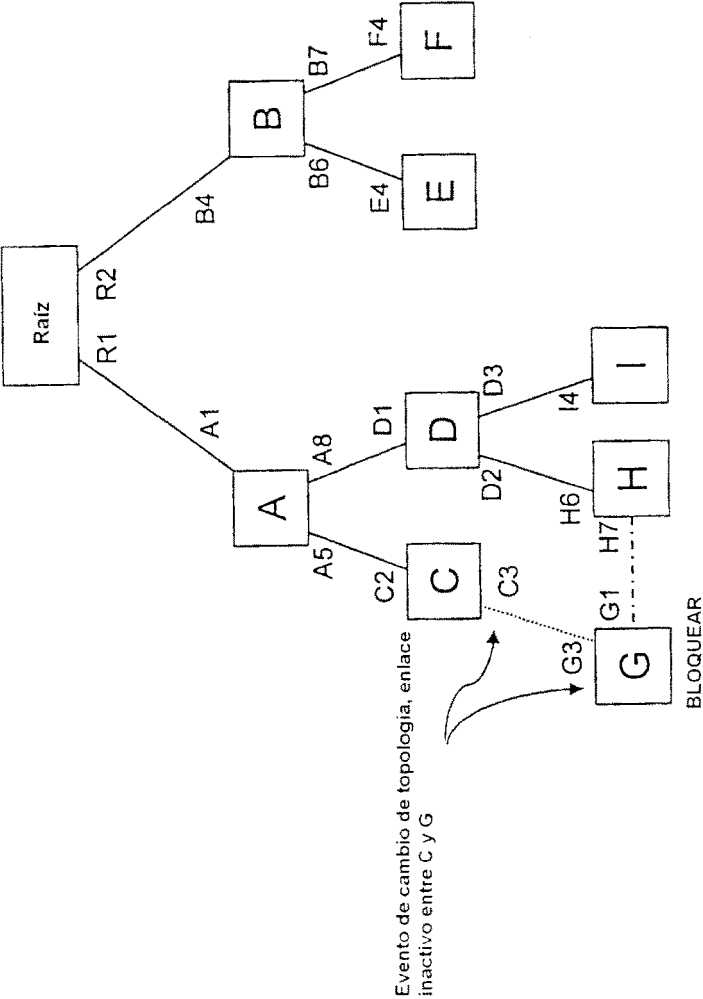 Raíz
R1
R2
A1
B4
A
B
A5
A8
B6
B7
C2
D1
E4
F4
C
D
E
F
C3
D2
D3
G3
H6
I4
G
G1
H7
H
I
BLOQUEAR
Evento de cambio de topologia, enlace
inactivo entre C y G